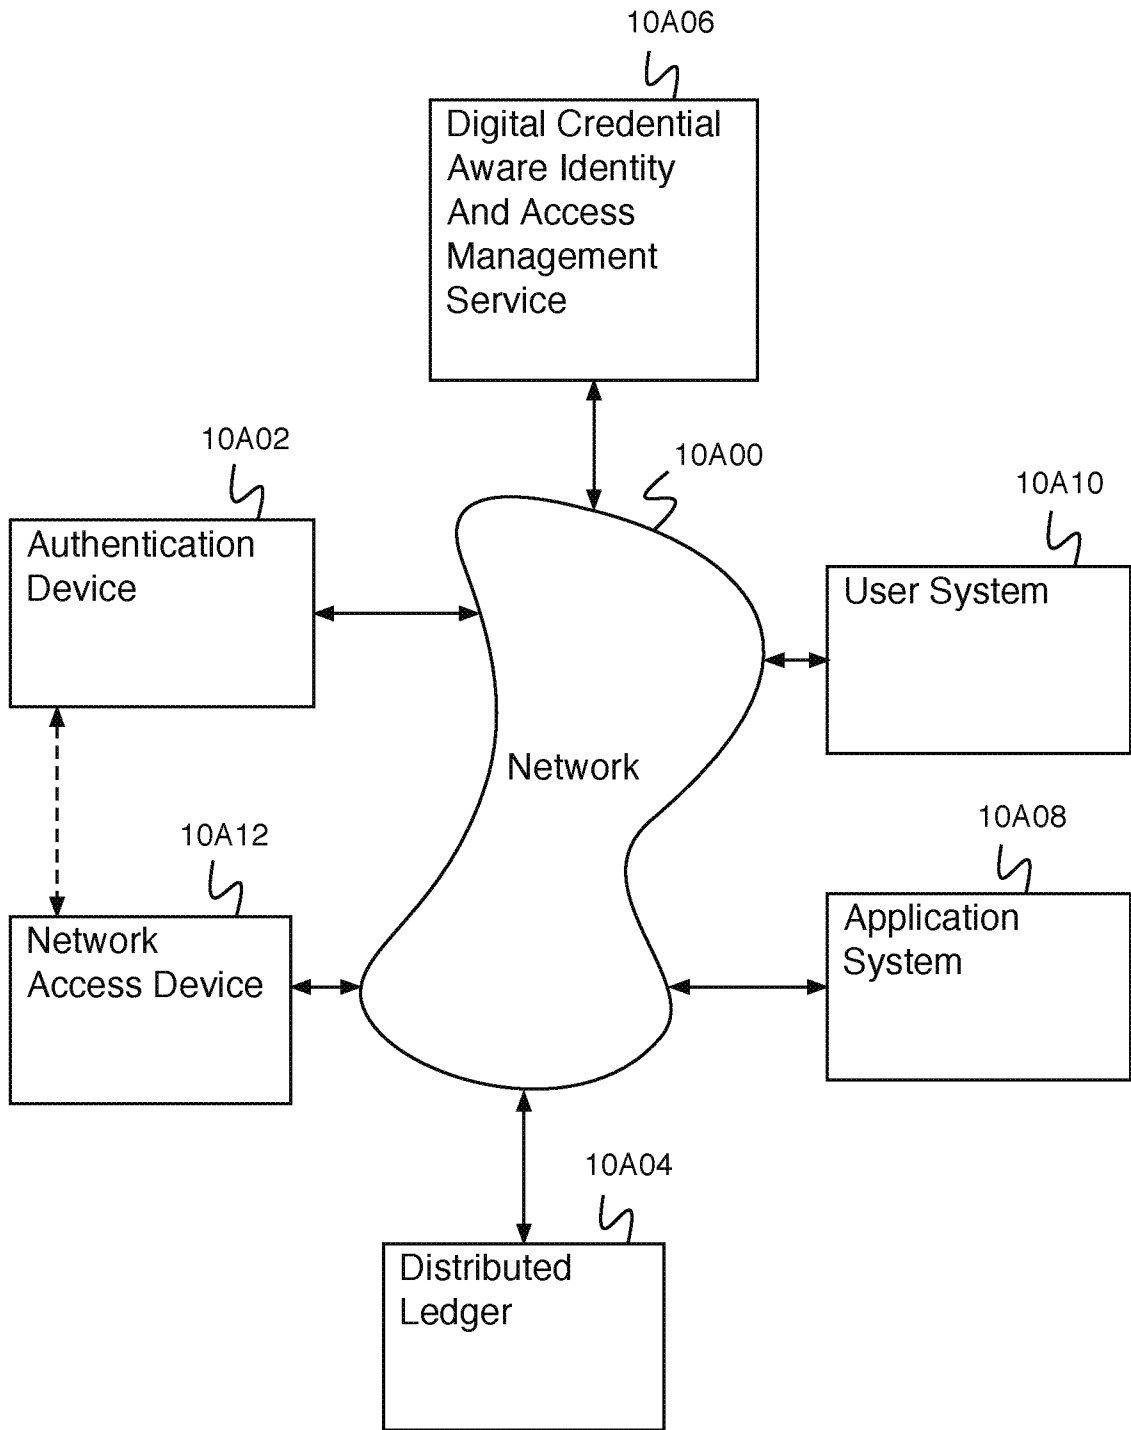 10A06
Digital Credential
Aware Identity
And Access
Management
Service
10A02
10A00
10A10
Authentication
Device
User System
Network
10A12
10A08
Network
Access Device
Application
System
10A04
Distributed
Ledger